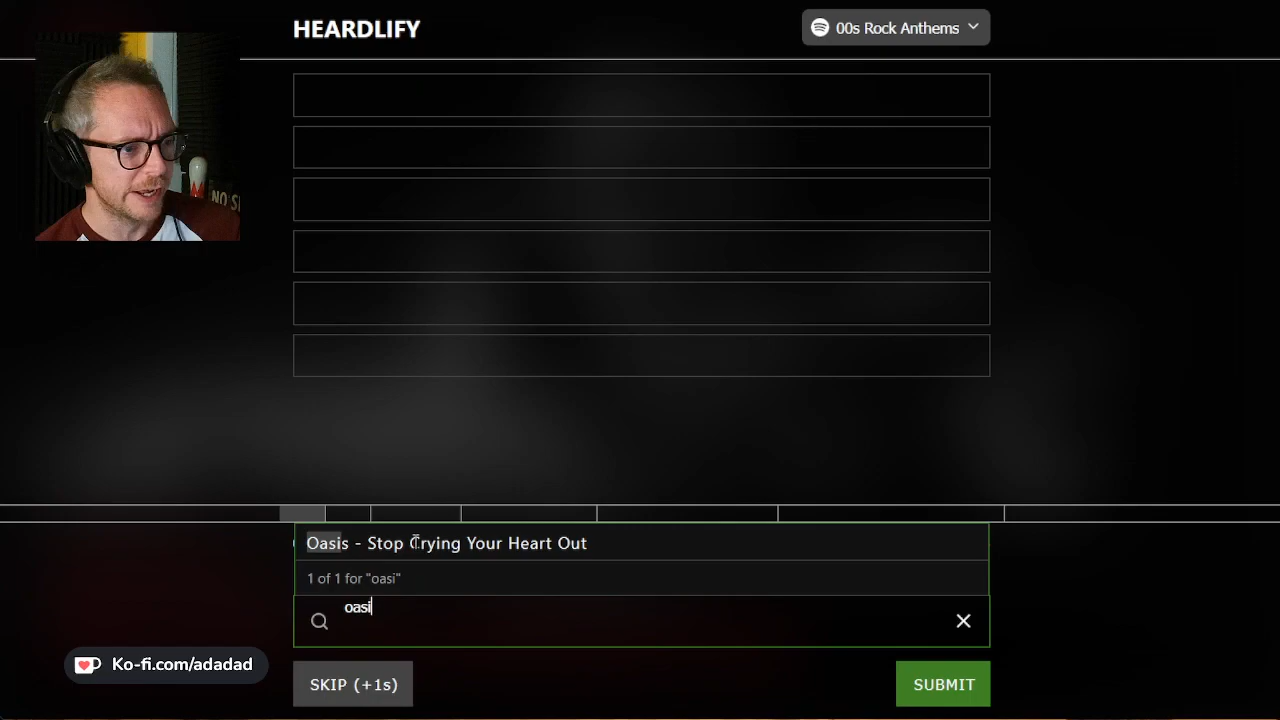 HEARDLIFY
00s Rock Anthems
NO S
Oasis - Stop Crying Your Heart Out
1 of 1 for "oasi"
oasi
Ko-fi.com/adadad
SKIP (+1s)
SUBMIT